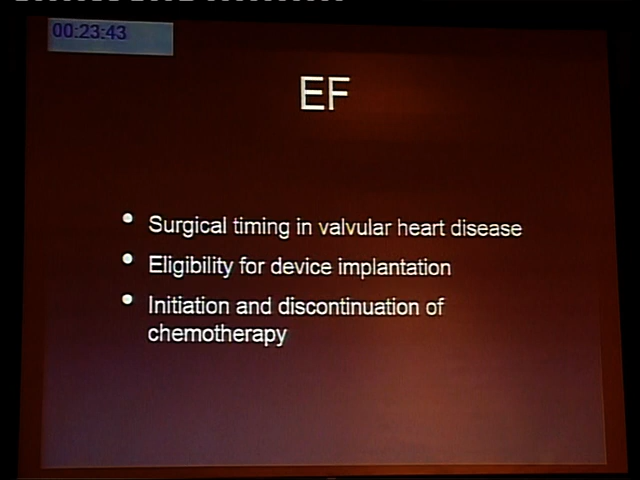 00:23:43
EF
• Surgical timing in valvular heart disease
• Eligibility for device implantation
• Initiation and discontinuation of
chemotherapy